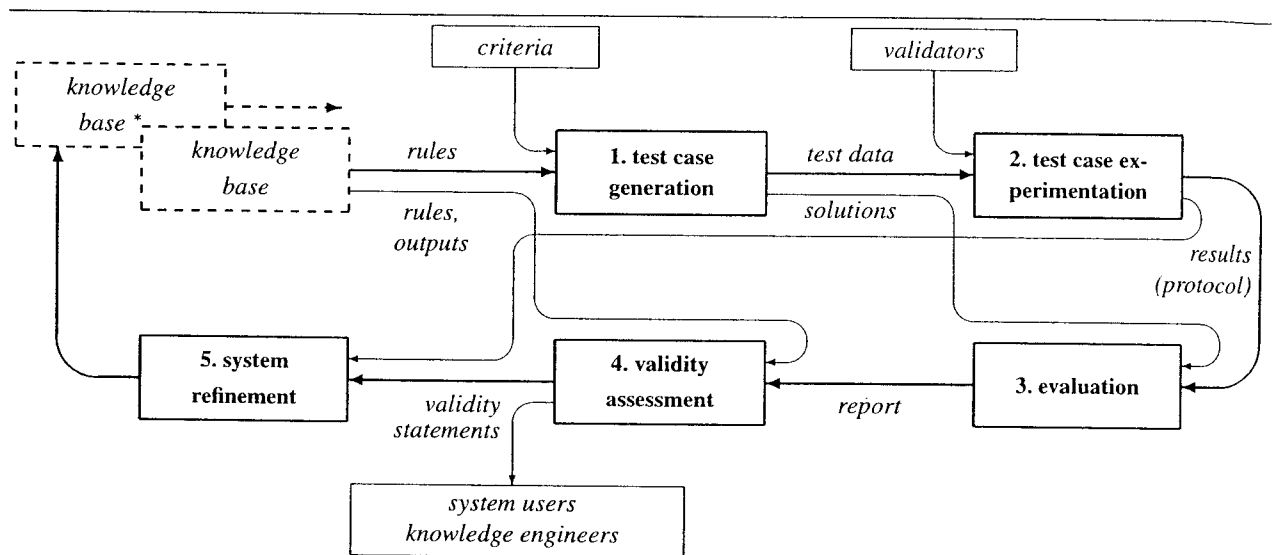 criteria
validators
knowledge
base *
knowledge
base
rules
1. test case
generation
test data
2. test case ex-
perimentation
rules,
outputs
solutions
results
(protocol)
5. system
refinement
4. validity
assessment
3. evaluation
validity
statements
report
system users
knowledge engineers